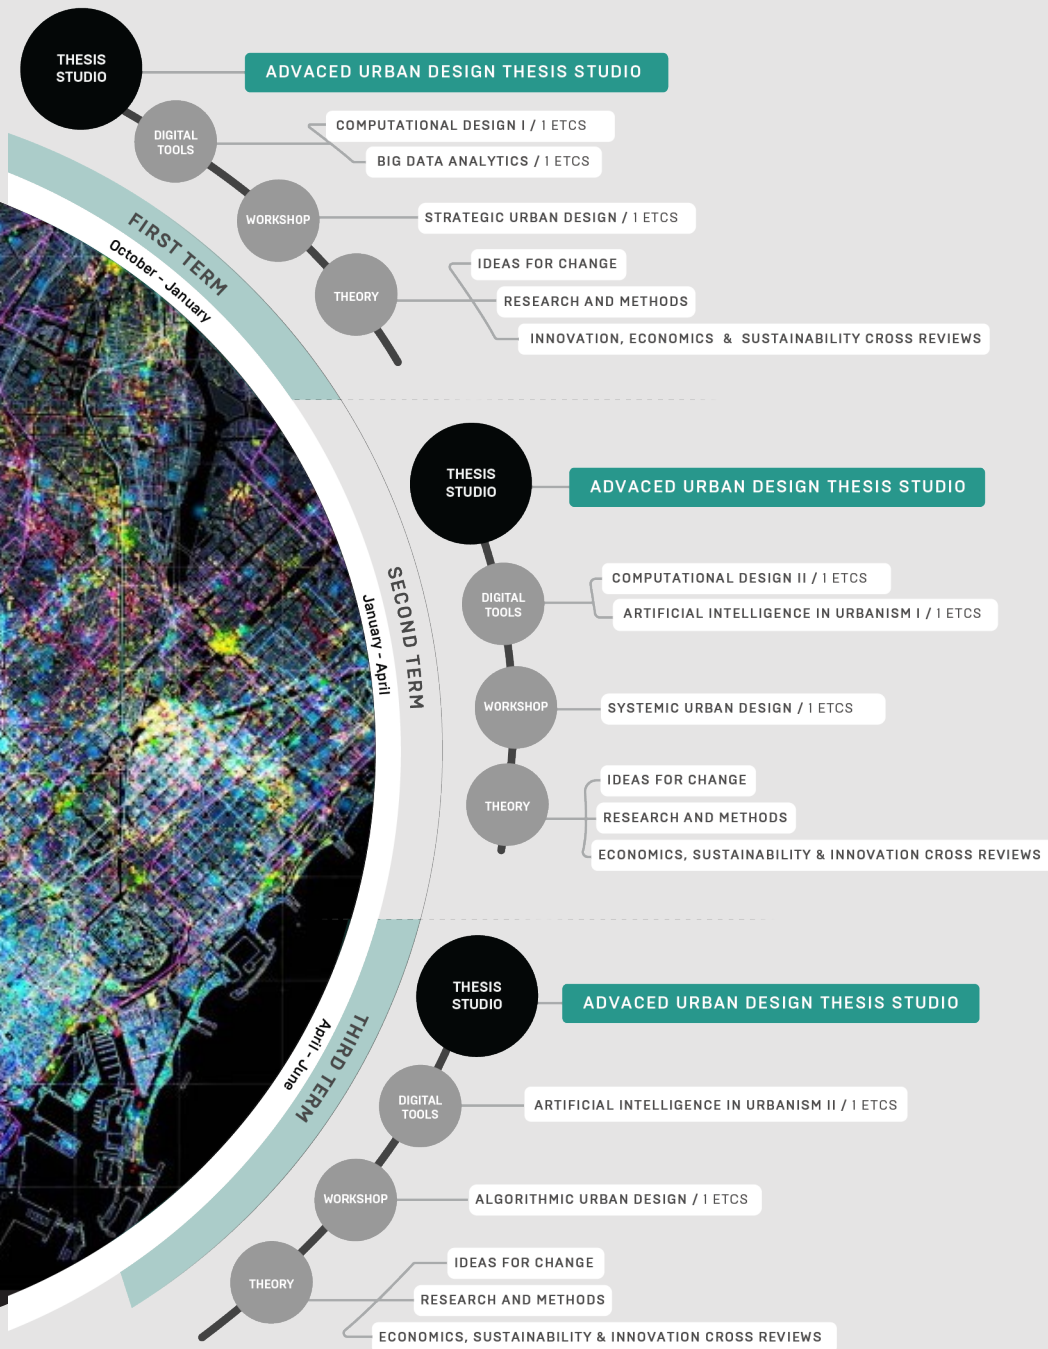 THESIS
STUDIO
ADVACED URBAN DESIGN THESIS STUDIO
DIGITAL
TOOLS
COMPUTATIONAL DESIGN I / 1 ETCS
BIG DATA ANALYTICS / 1 ETCS
WORKSHOP
STRATEGIC URBAN DESIGN / 1 ETCS
THEORY
IDEAS FOR CHANGE
RESEARCH AND METHODS
INNOVATION, ECONOMICS & SUSTAINABILITY CROSS REVIEWS
FIRST TERM
October - January
THESIS
STUDIO
ADVACED URBAN DESIGN THESIS STUDIO
DIGITAL
TOOLS
COMPUTATIONAL DESIGN II / 1 ETCS
ARTIFICIAL INTELLIGENCE IN URBANISM I / 1 ETCS
WORKSHOP
SYSTEMIC URBAN DESIGN / 1 ETCS
THEORY
IDEAS FOR CHANGE
RESEARCH AND METHODS
ECONOMICS, SUSTAINABILITY & INNOVATION CROSS REVIEWS
SECOND TERM
January - April
THESIS
STUDIO
ADVACED URBAN DESIGN THESIS STUDIO
DIGITAL
TOOLS
ARTIFICIAL INTELLIGENCE IN URBANISM II / 1 ETCS
WORKSHOP
ALGORITHMIC URBAN DESIGN / 1 ETCS
THEORY
IDEAS FOR CHANGE
RESEARCH AND METHODS
ECONOMICS, SUSTAINABILITY & INNOVATION CROSS REVIEWS
THIRD TERM
April - June